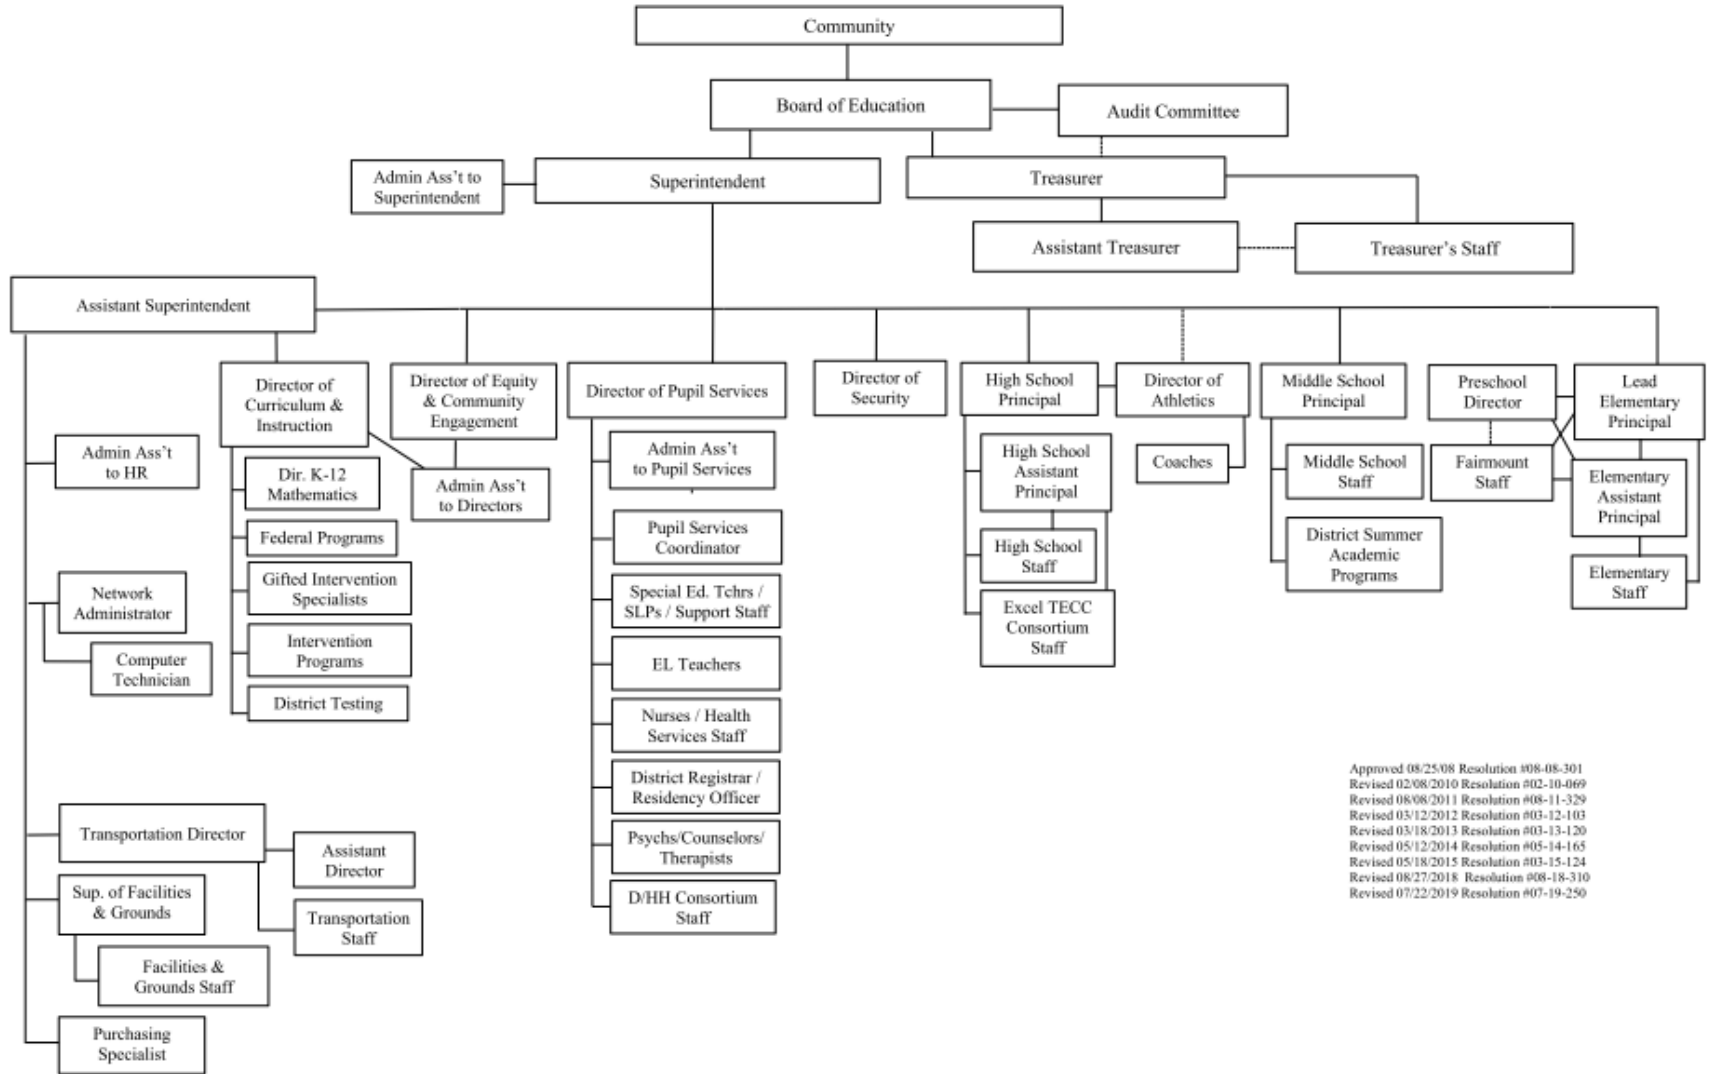 Community
Board of Education
Audit Committee
Admin Ass't to
Superintendent
Superintendent
Treasurer
Assistant Treasurer
Treasurer's Staff
Assistant Superintendent
Director of
Curriculum &
Instruction
Director of Equity
& Community
Engagement
Director of Pupil Services
Director of
Security
High School
Principal
Director of
Athletics
Middle School
Principal
Preschool
Director
Lead
Elementary
Principal
Admin Ass't
to HR
Dir. K-12
Mathematics
Admin Ass't
to Directors
Admin Ass't
to Pupil Services
High School
Assistant
Principal
Coaches
Middle School
Staff
Fairmount
Staff
Elementary
Assistant
Principal
Federal Programs
Pupil Services
Coordinator
High School
Staff
District Summer
Academic
Programs
Elementary
Staff
Network
Administrator
Gifted Intervention
Specialists
Special Ed. Tchrs /
SLPs / Support Staff
Excel TECC
Consortium
Staff
Computer
Technician
Intervention
Programs
EL Teachers
District Testing
Nurses / Health
Services Staff
District Registrar /
Residency Officer
Transportation Director
Assistant
Director
Psychs/Counselors/
Therapists
Sup. of Facilities
& Grounds
Transportation
Staff
D/HH Consortium
Staff
Facilities &
Grounds Staff
Purchasing
Specialist
Approved 08/25/08 Resolution #08-08-301
Revised 02/08/2010 Resolution #02-10-069
Revised 08/08/2011 Resolution #08-11-329
Revised 03/12/2012 Resolution #03-12-103
Revised 03/18/2013 Resolution #03-13-120
Revised 05/12/2014 Resolution #05-14-165
Revised 05/18/2015 Resolution #03-15-124
Revised 08/27/2018 Resolution #08-18-310
Revised 07/22/2019 Resolution #07-19-250